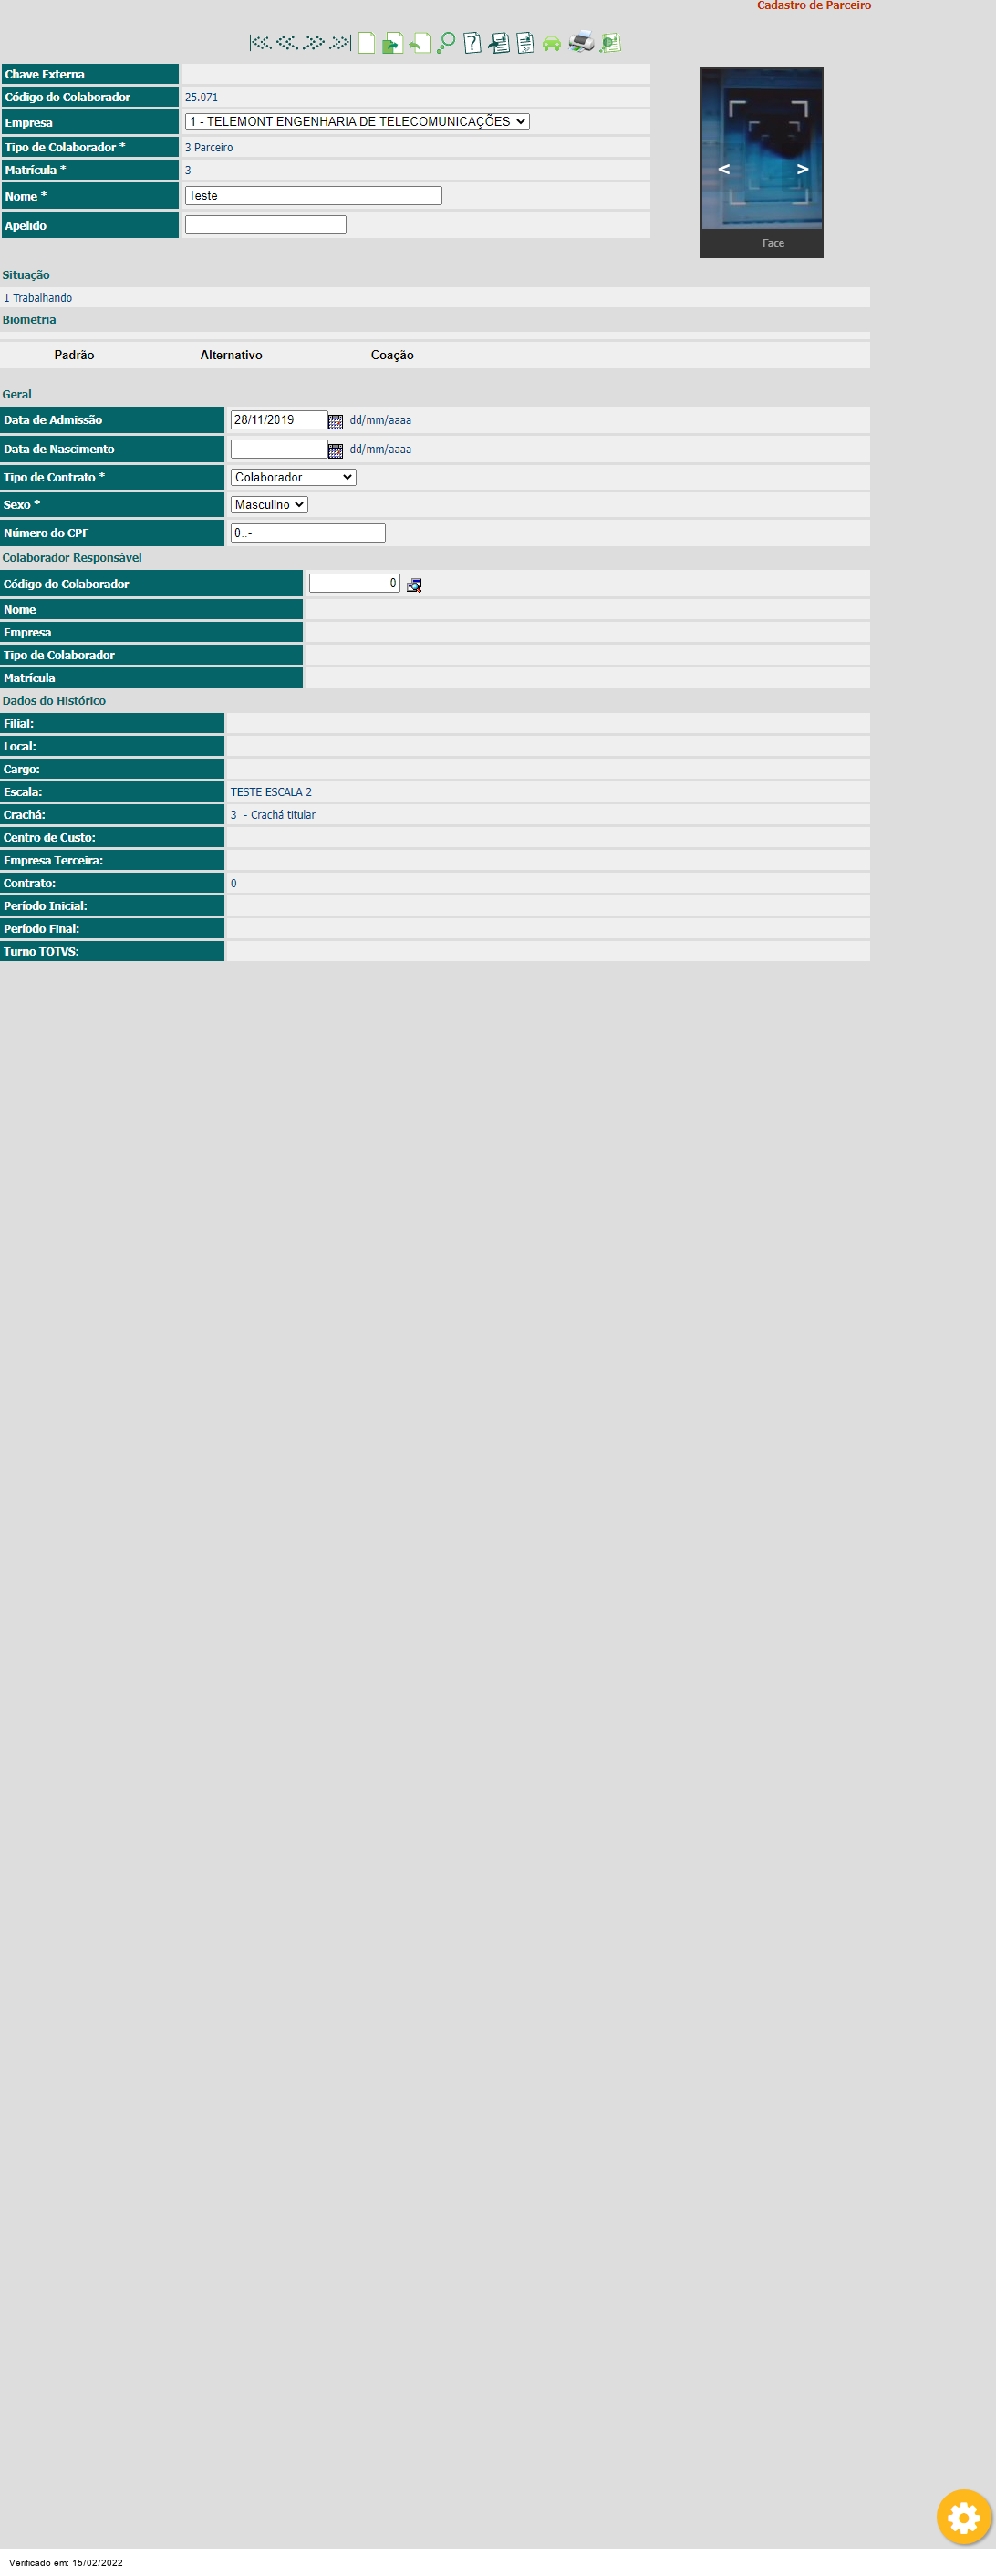 Cadastro de Parceiro
Chave Externa
Código do Colaborador 25.071
Empresa 1 - TELEMONT ENGENHARIA DE TELECOMUNICAÇÕES
Tipo de Colaborador * 3 Parceiro
Matrícula * 3
Nome * Teste
Apelido
< >
Face
Situação
1 Trabalhando
Biometria
Padrão Alternativo Coação
Geral
Data de Admissão 28/11/2019 dd/mm/aaaa
Data de Nascimento dd/mm/aaaa
Tipo de Contrato * Colaborador
Sexo * Masculino
Número do CPF 0..-
Colaborador Responsável
Código do Colaborador 0
Nome
Empresa
Tipo de Colaborador
Matrícula
Dados do Histórico
Filial:
Local:
Cargo:
Escala: TESTE ESCALA 2
Crachá: 3 - Crachá titular
Centro de Custo:
Empresa Terceira:
Contrato: 0
Período Inicial:
Período Final:
Turno TOTVS:
Verificado em: 15/02/2022